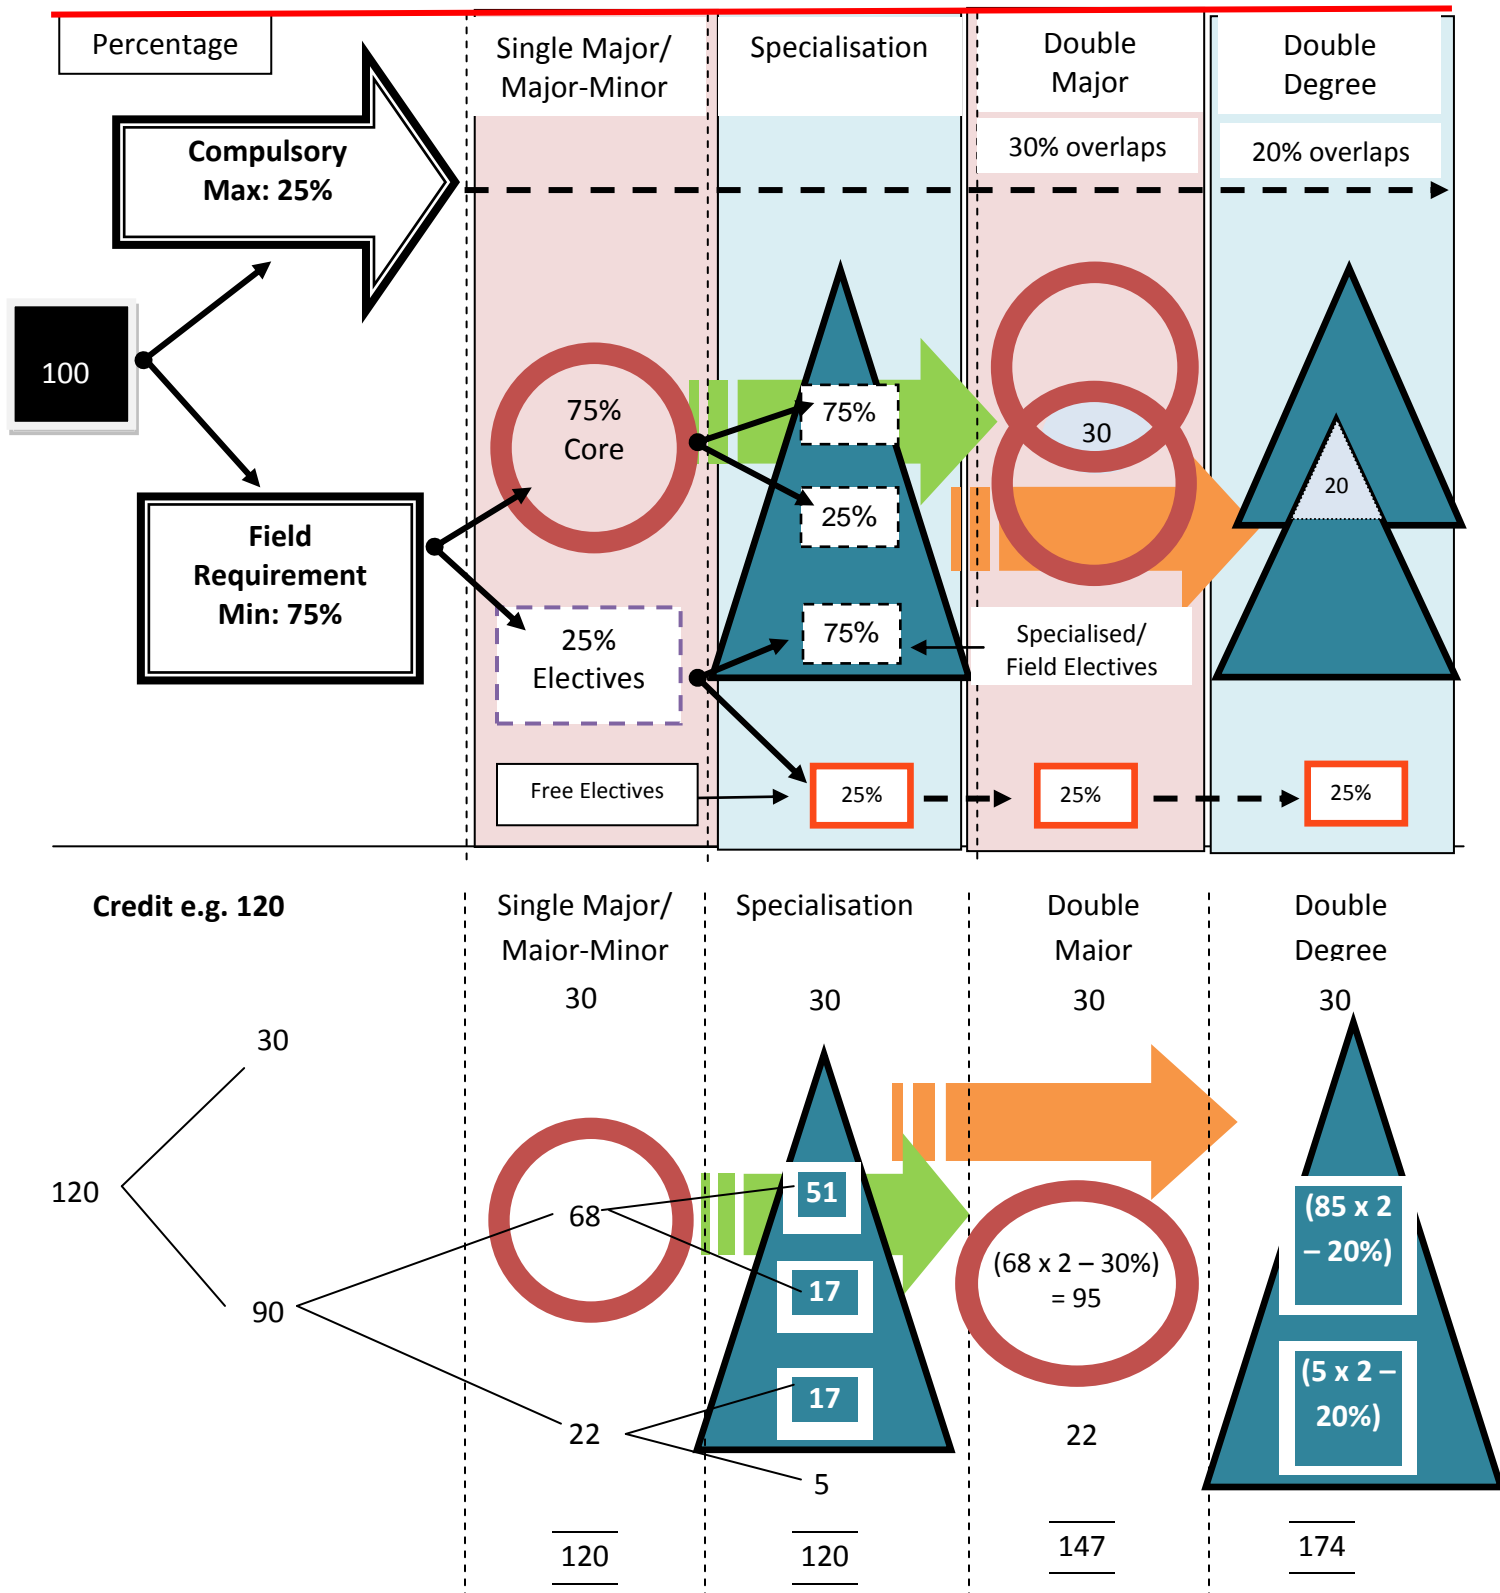 Percentage
Single Major/
Major-Minor
Specialisation
Double
Major
Double
Degree
30% overlaps
20% overlaps
Compulsory
Max: 25%
100
75%
Core
75%
30
20
25%
Field
Requirement
Min: 75%
25%
Electives
75%
Specialised/
Field Electives
Free Electives
25%
25%
25%
Credit e.g. 120
Single Major/
Major-Minor
Specialisation
Double
Major
Double
Degree
30
30
30
30
30
120
68
51
(85 x 2
– 20%)
(68 x 2 – 30%)
= 95
17
90
17
(5 x 2 –
20%)
22
22
5
120
120
147
174